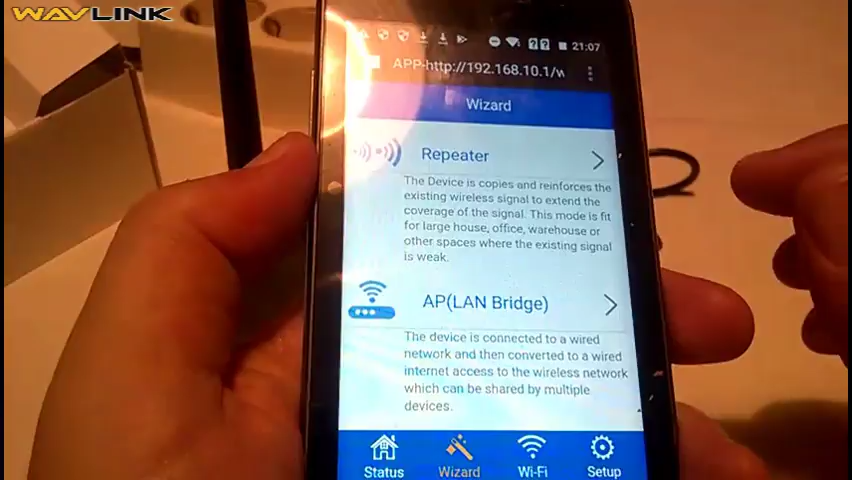 WAVLINK
21:07
APP-http://192.168.10.1/w
Wizard
Repeater
The Device is copies and reinforces the
existing wireless signal to extend the
coverage of the signal. This mode is fit
for large house, office, warehouse or
other spaces where the existing signal
is weak.
AP(LAN Bridge)
The device is connected to a wired
network and then converted to a wired
internet access to the wireless network
which can be shared by multiple
devices.
Status Wizard Wi-Fi Setup